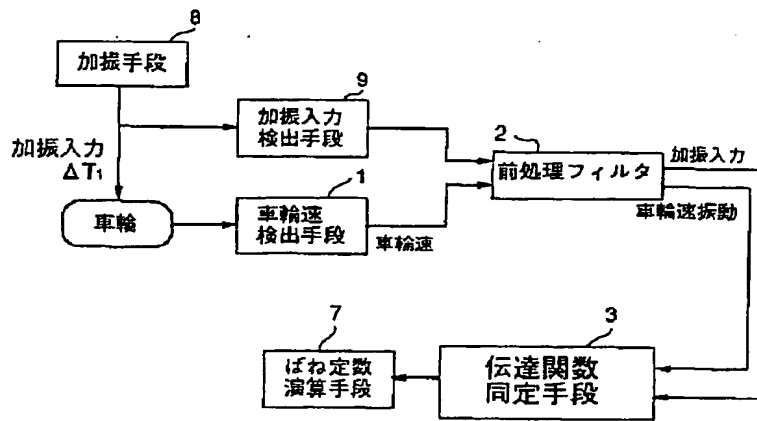 8
加振手段
9
加振入力
検出手段
2
加振入力
ΔT₁
前処理フィルタ
加振入力
1
車輪
車輪速
検出手段
車輪速
車輪速振動
7
3
ばね定数
演算手段
伝達関数
同定手段